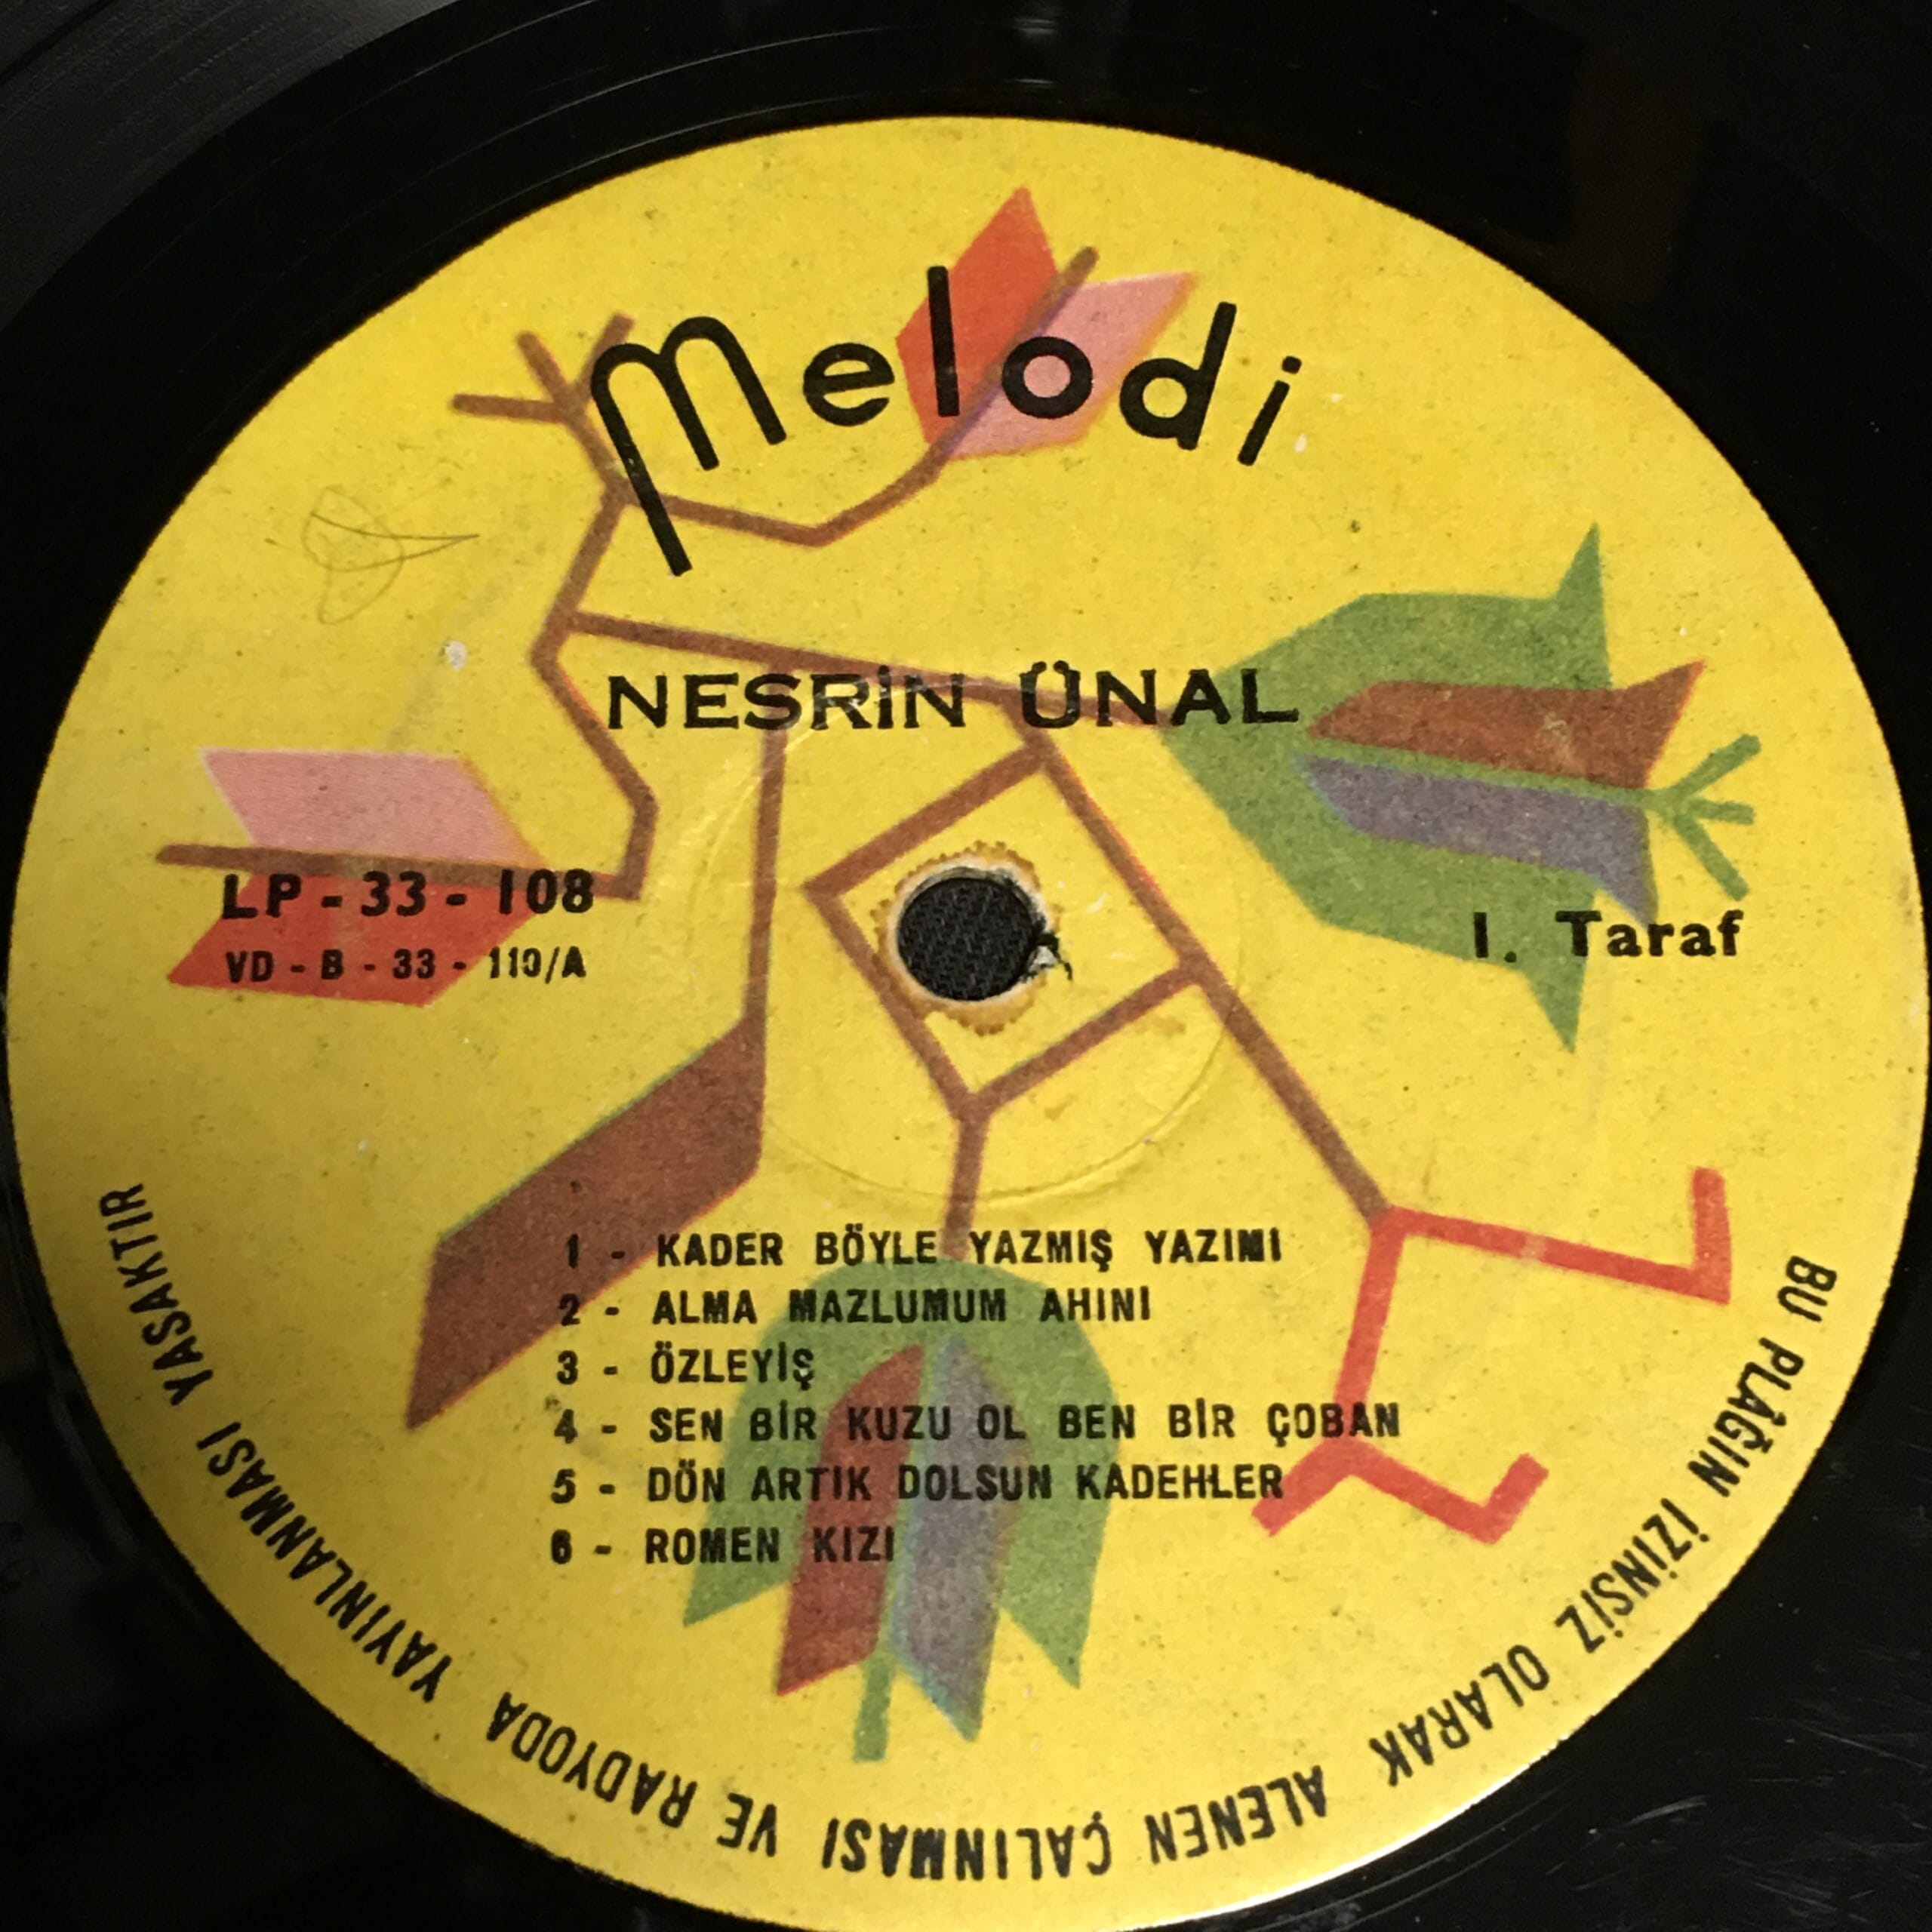 melodi
NESRİN ÜNAL
LP - 33 - 108
VD - B - 33 - 110/A
I. Taraf
1 - KADER BÖYLE YAZMIŞ YAZIMI
2 - ALMA MAZLUMUM AHINI
3 - ÖZLEYİŞ
4 - SEN BİR KUZU OL BEN BİR ÇOBAN
5 - DÖN ARTIK DOLSUN KADEHLER
6 - ROMEN KIZI
BU PLÂĞIN İZİNSİZ OLARAK ALENEN ÇALINMASI VE RADYODA YAYINLANMASI YASAKTIR